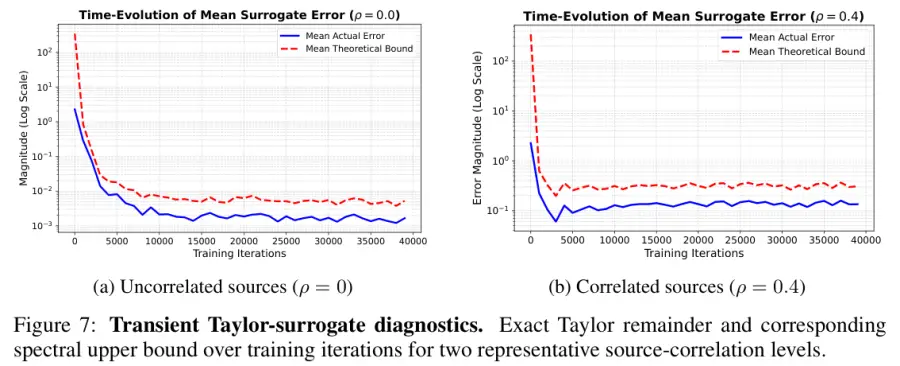 Time-Evolution of Mean Surrogate Error (ρ = 0.0)
Mean Actual Error
Mean Theoretical Bound
Magnitude (Log Scale)
10²
10¹
10⁰
10⁻¹
10⁻²
10⁻³
0 5000 10000 15000 20000 25000 30000 35000 40000
Training Iterations
(a) Uncorrelated sources (ρ = 0)
Time-Evolution of Mean Surrogate Error (ρ = 0.4)
Mean Actual Error
Mean Theoretical Bound
Error Magnitude (Log Scale)
10²
10¹
10⁰
10⁻¹
0 5000 10000 15000 20000 25000 30000 35000 40000
Training Iterations
(b) Correlated sources (ρ = 0.4)
Figure 7: Transient Taylor-surrogate diagnostics. Exact Taylor remainder and corresponding
spectral upper bound over training iterations for two representative source-correlation levels.